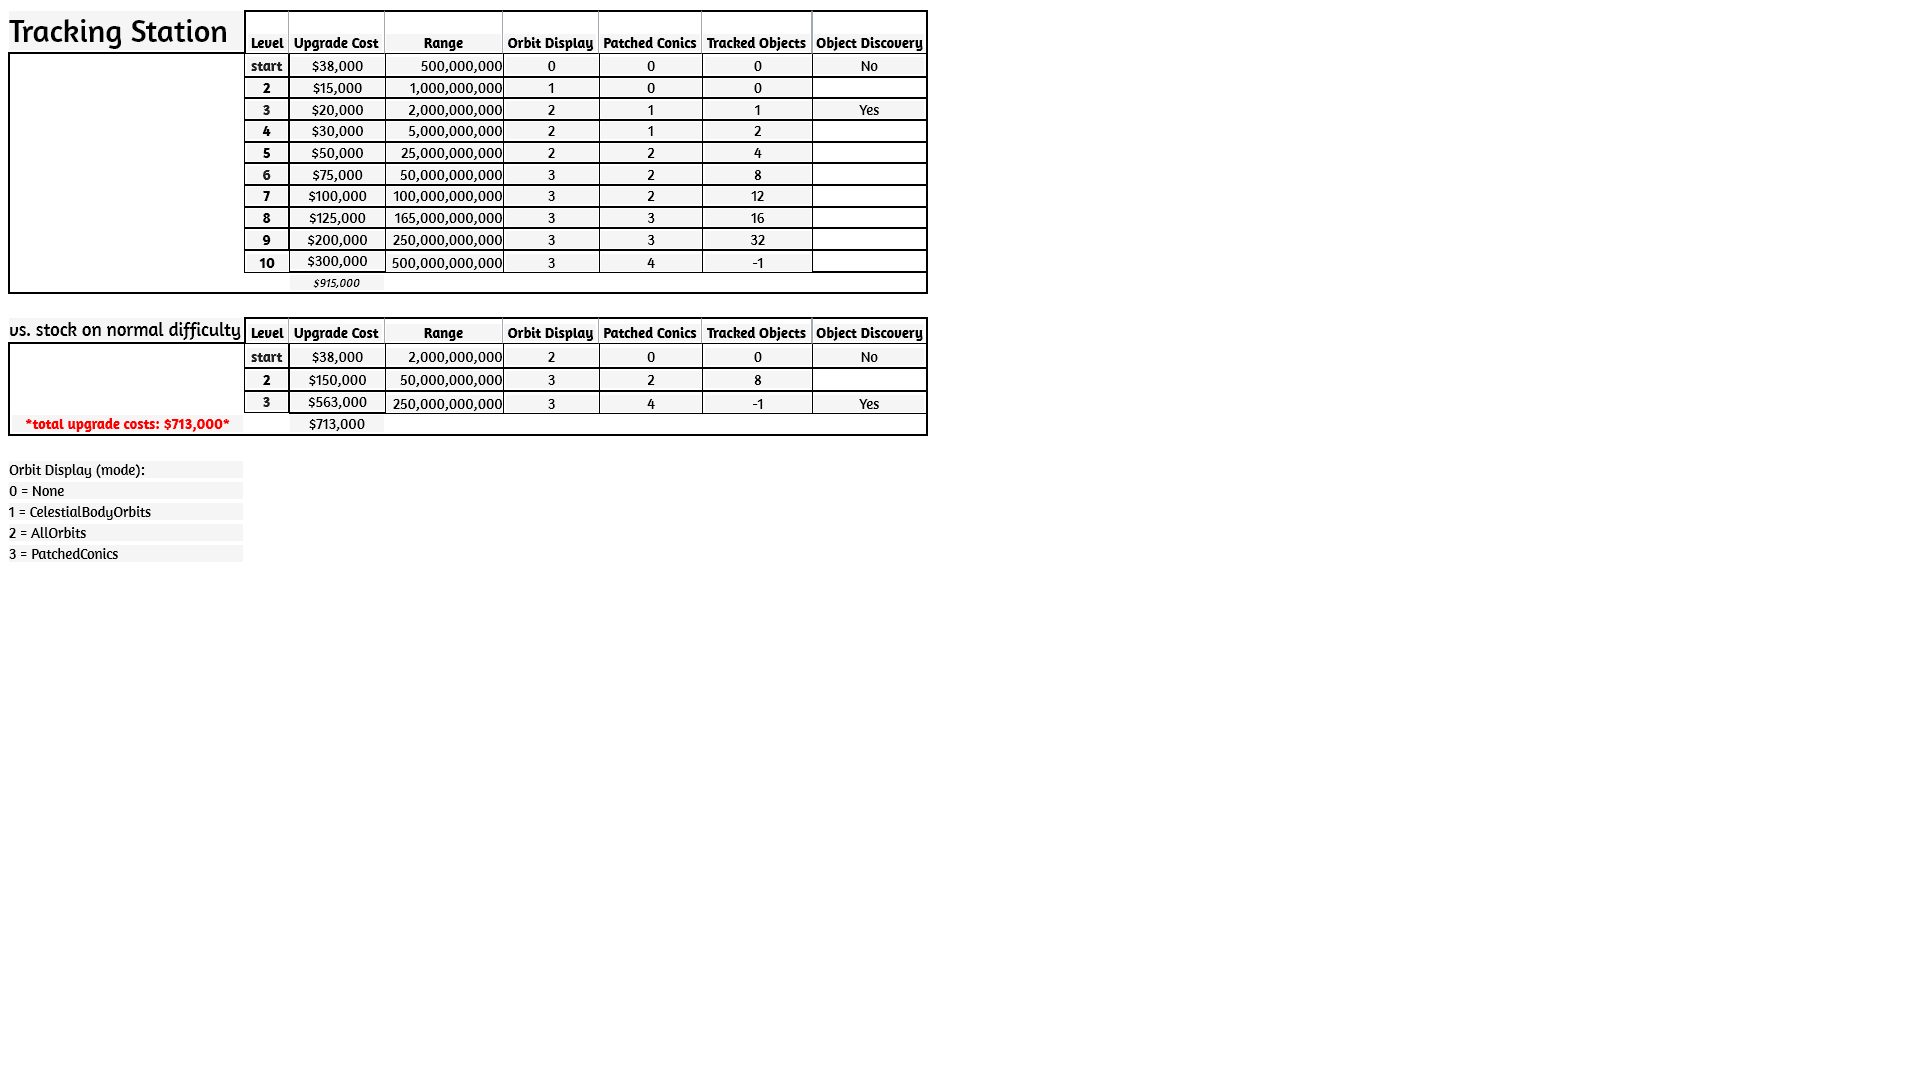 Tracking Station
Level Upgrade Cost Range Orbit Display Patched Conics Tracked Objects Object Discovery
start $38,000 500,000,000 0 0 0 No
2 $15,000 1,000,000,000 1 0 0
3 $20,000 2,000,000,000 2 1 1 Yes
4 $30,000 5,000,000,000 2 1 2
5 $50,000 25,000,000,000 2 2 4
6 $75,000 50,000,000,000 3 2 8
7 $100,000 100,000,000,000 3 2 12
8 $125,000 165,000,000,000 3 3 16
9 $200,000 250,000,000,000 3 3 32
10 $300,000 500,000,000,000 3 4 -1
$915,000
vs. stock on normal difficulty Level Upgrade Cost Range Orbit Display Patched Conics Tracked Objects Object Discovery
start $38,000 2,000,000,000 2 0 0 No
2 $150,000 50,000,000,000 3 2 8
3 $563,000 250,000,000,000 3 4 -1 Yes
*total upgrade costs: $713,000* $713,000
Orbit Display (mode):
0 = None
1 = CelestialBodyOrbits
2 = AllOrbits
3 = PatchedConics